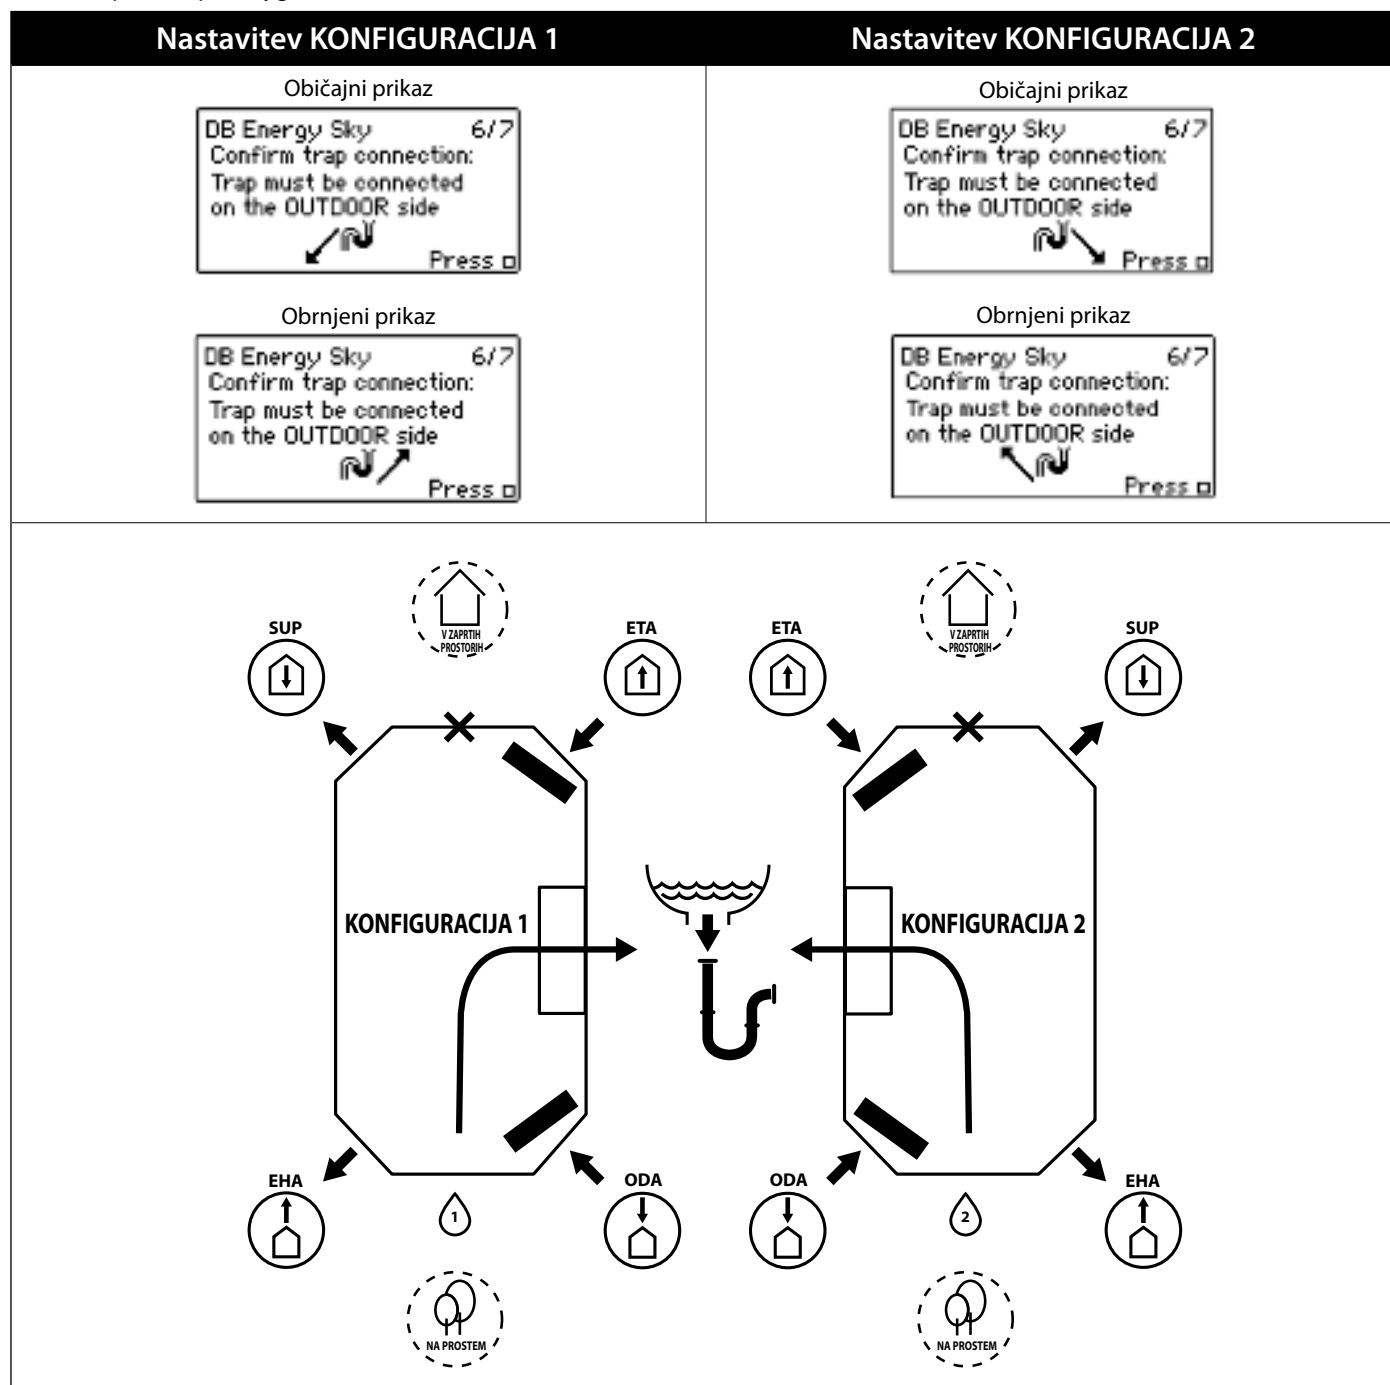 Nastavitev KONFIGURACIJA 1
Nastavitev KONFIGURACIJA 2
Običajni prikaz
DB Energy Sky 6/7
Confirm trap connection:
Trap must be connected
on the OUTDOOR side
Press
Obrnjeni prikaz
DB Energy Sky 6/7
Confirm trap connection:
Trap must be connected
on the OUTDOOR side
Press
Običajni prikaz
DB Energy Sky 6/7
Confirm trap connection:
Trap must be connected
on the OUTDOOR side
Press
Obrnjeni prikaz
DB Energy Sky 6/7
Confirm trap connection:
Trap must be connected
on the OUTDOOR side
Press
V ZAPRTIH
PROSTORIH
SUP
ETA
KONFIGURACIJA 1
EHA
ODA
1
NA PROSTEM
V ZAPRTIH
PROSTORIH
ETA
SUP
KONFIGURACIJA 2
ODA
EHA
2
NA PROSTEM